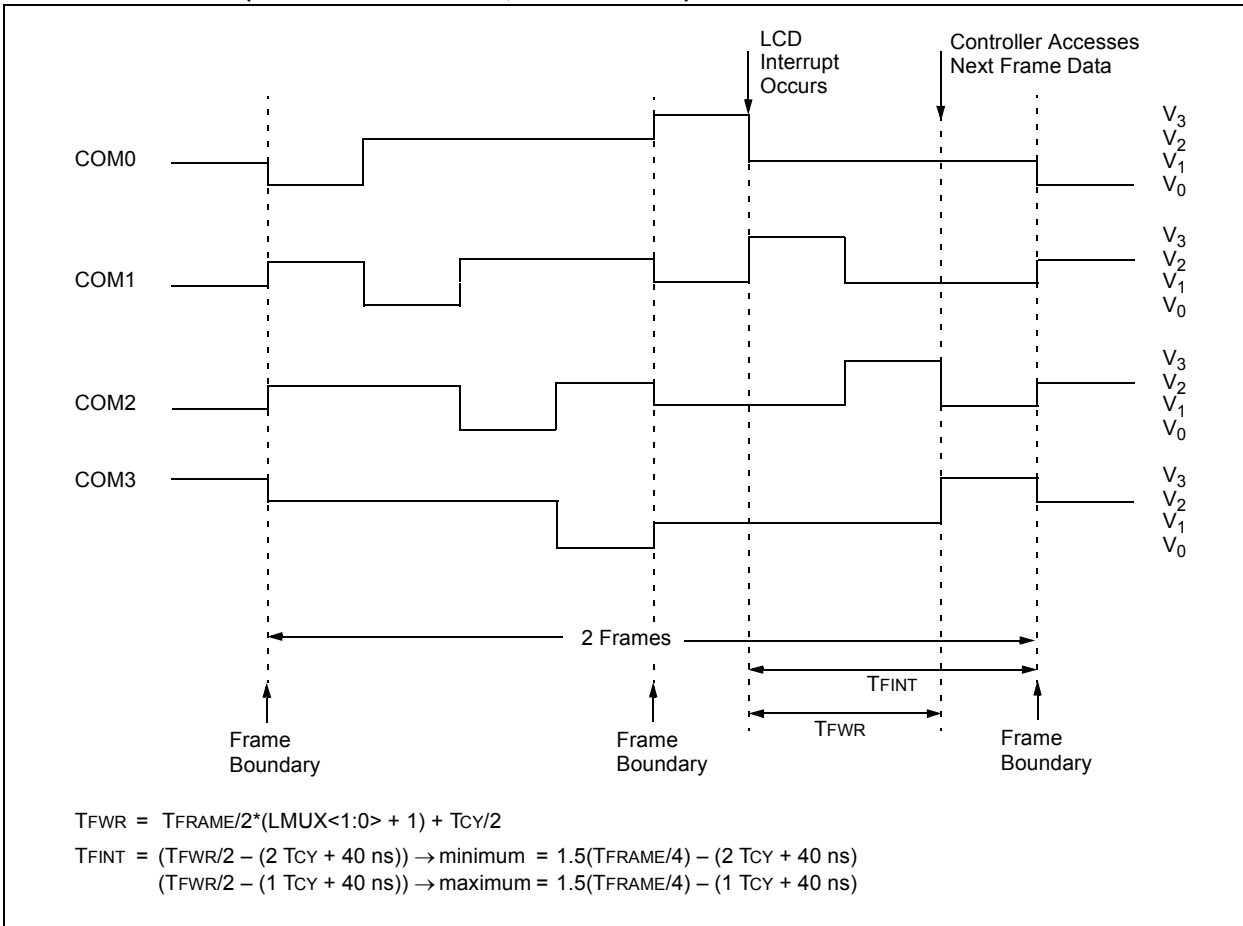 LCD
Interrupt
Occurs
Controller Accesses
Next Frame Data
COM0
V3
V2
V1
V0
COM1
V3
V2
V1
V0
COM2
V3
V2
V1
V0
COM3
V3
V2
V1
V0
2 Frames
TFINT
TFWR
Frame
Boundary
Frame
Boundary
Frame
Boundary
TFWR = TFRAME/2*(LMUX<1:0> + 1) + TCY/2
TFINT = (TFWR/2 – (2 TCY + 40 ns)) → minimum = 1.5(TFRAME/4) – (2 TCY + 40 ns)
(TFWR/2 – (1 TCY + 40 ns)) → maximum = 1.5(TFRAME/4) – (1 TCY + 40 ns)